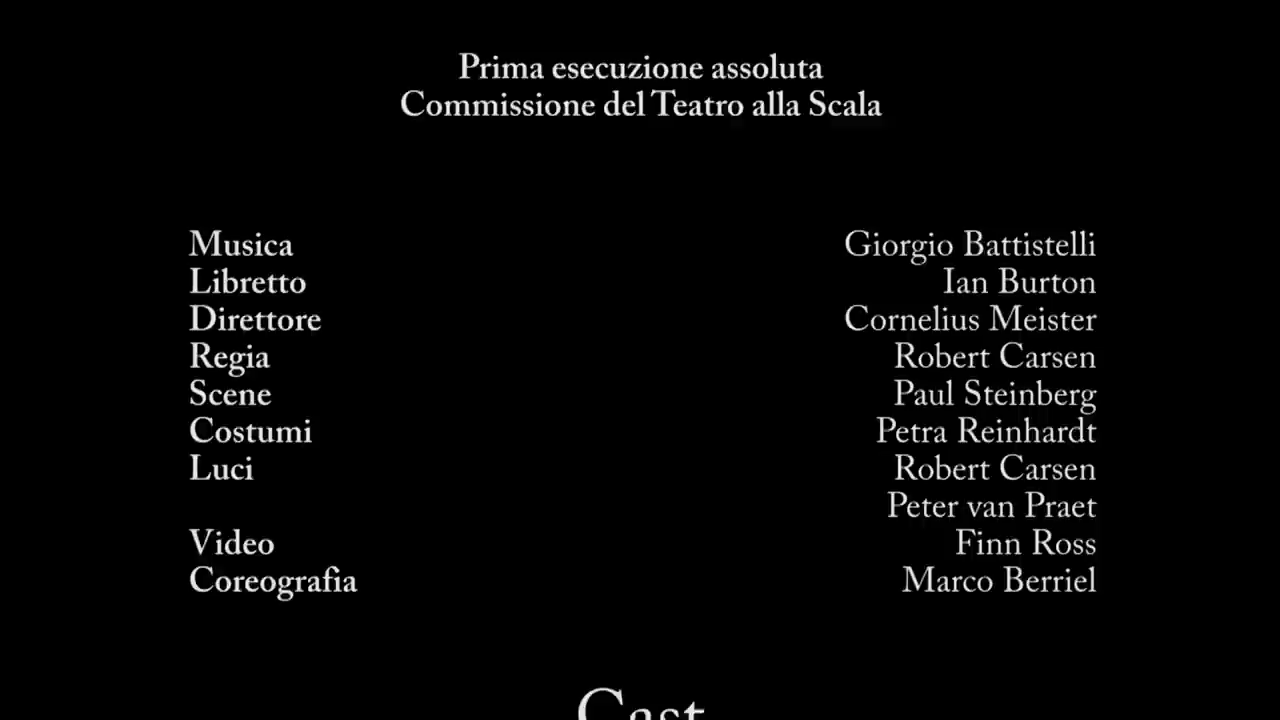 Prima esecuzione assoluta
Commissione del Teatro alla Scala
Musica Giorgio Battistelli
Libretto Ian Burton
Direttore Cornelius Meister
Regia Robert Carsen
Scene Paul Steinberg
Costumi Petra Reinhardt
Luci Robert Carsen
Peter van Praet
Video Finn Ross
Coreografia Marco Berriel
Cast